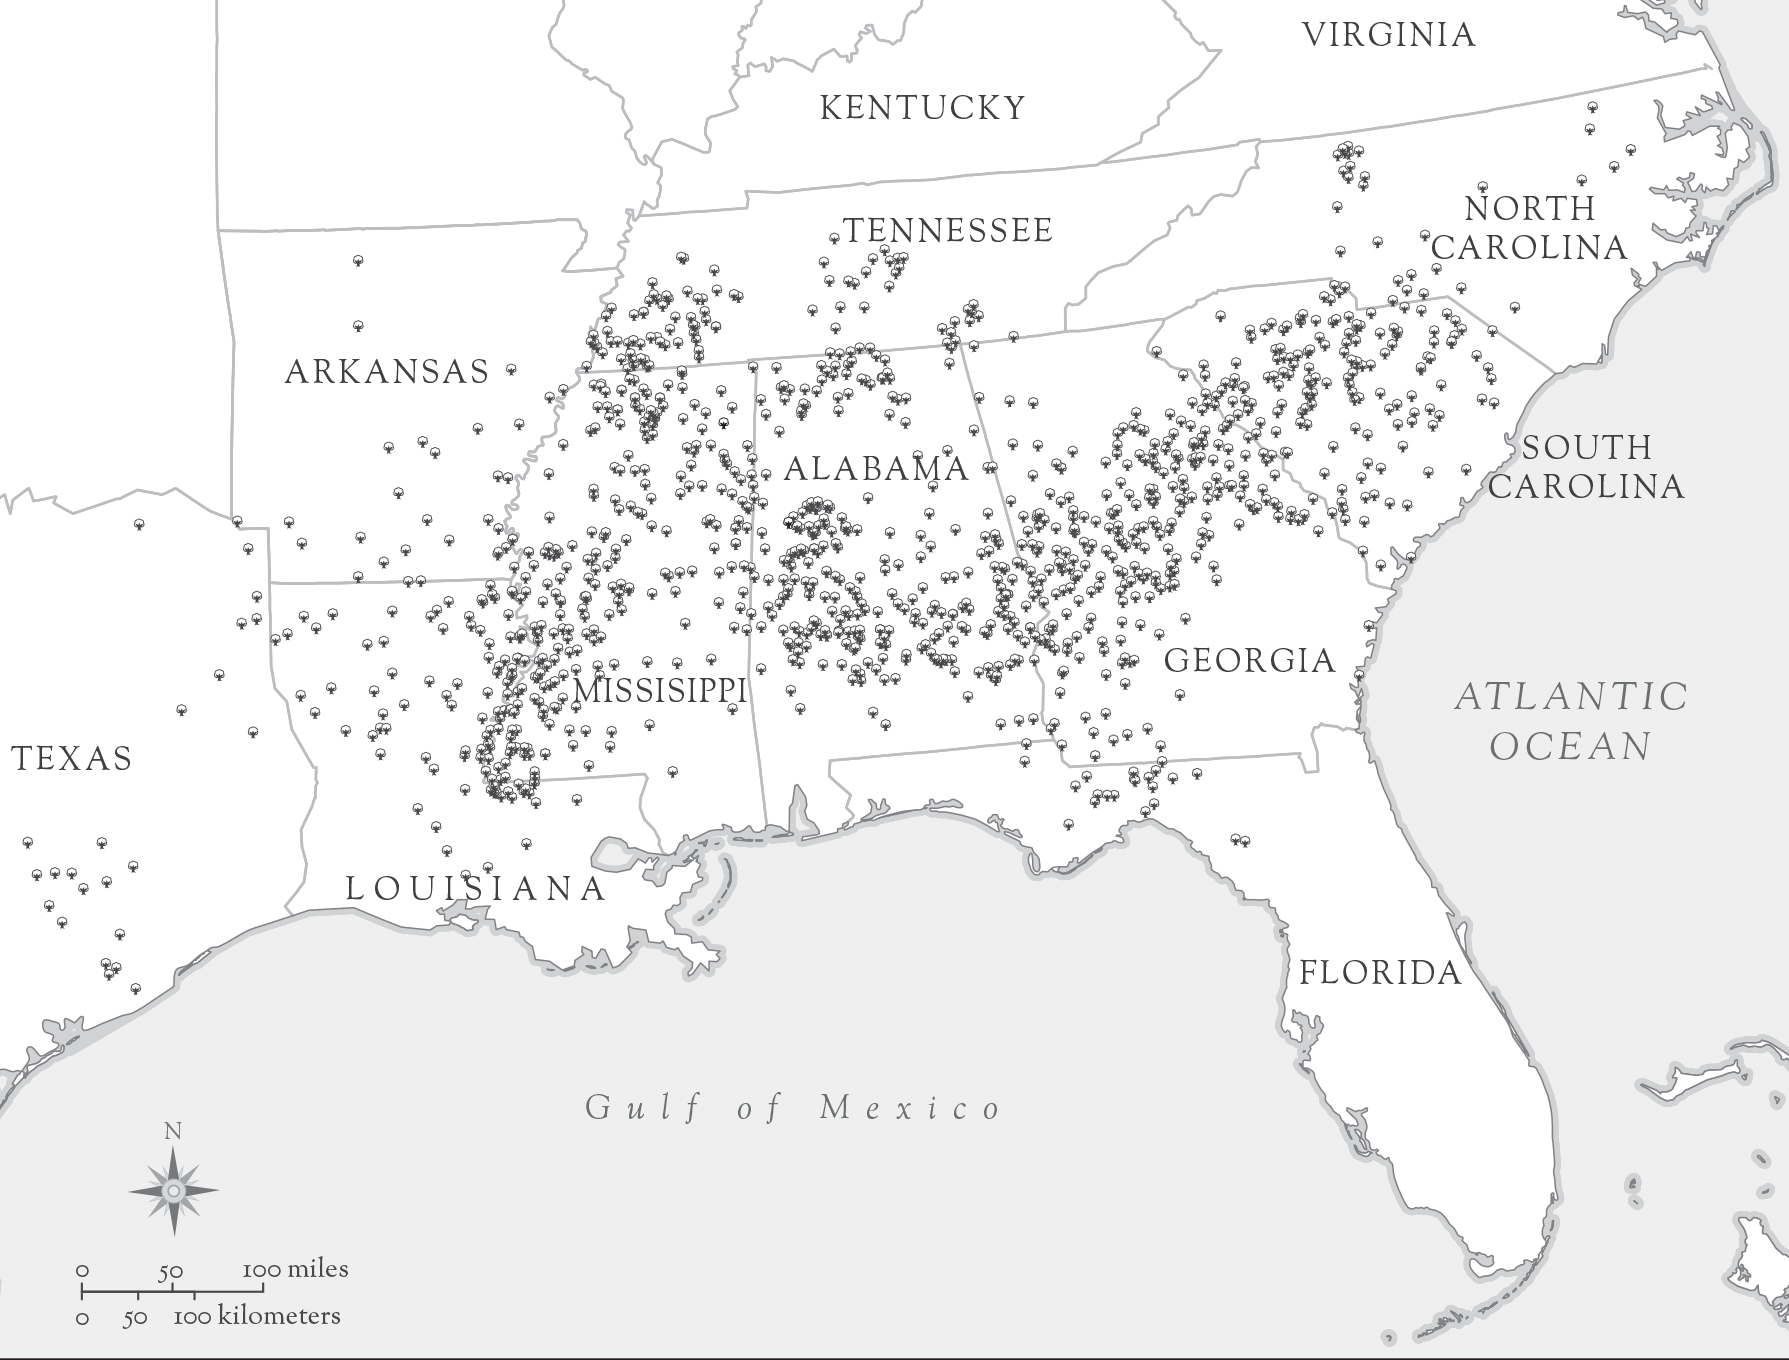 VIRGINIA
KENTUCKY
TENNESSEE
NORTH
CAROLINA
ARKANSAS
ALABAMA
SOUTH
CAROLINA
GEORGIA
MISSISIPPI
ATLANTIC
OCEAN
TEXAS
LOUISIANA
FLORIDA
Gulf of Mexico
N
0 50 100 miles
0 50 100 kilometers